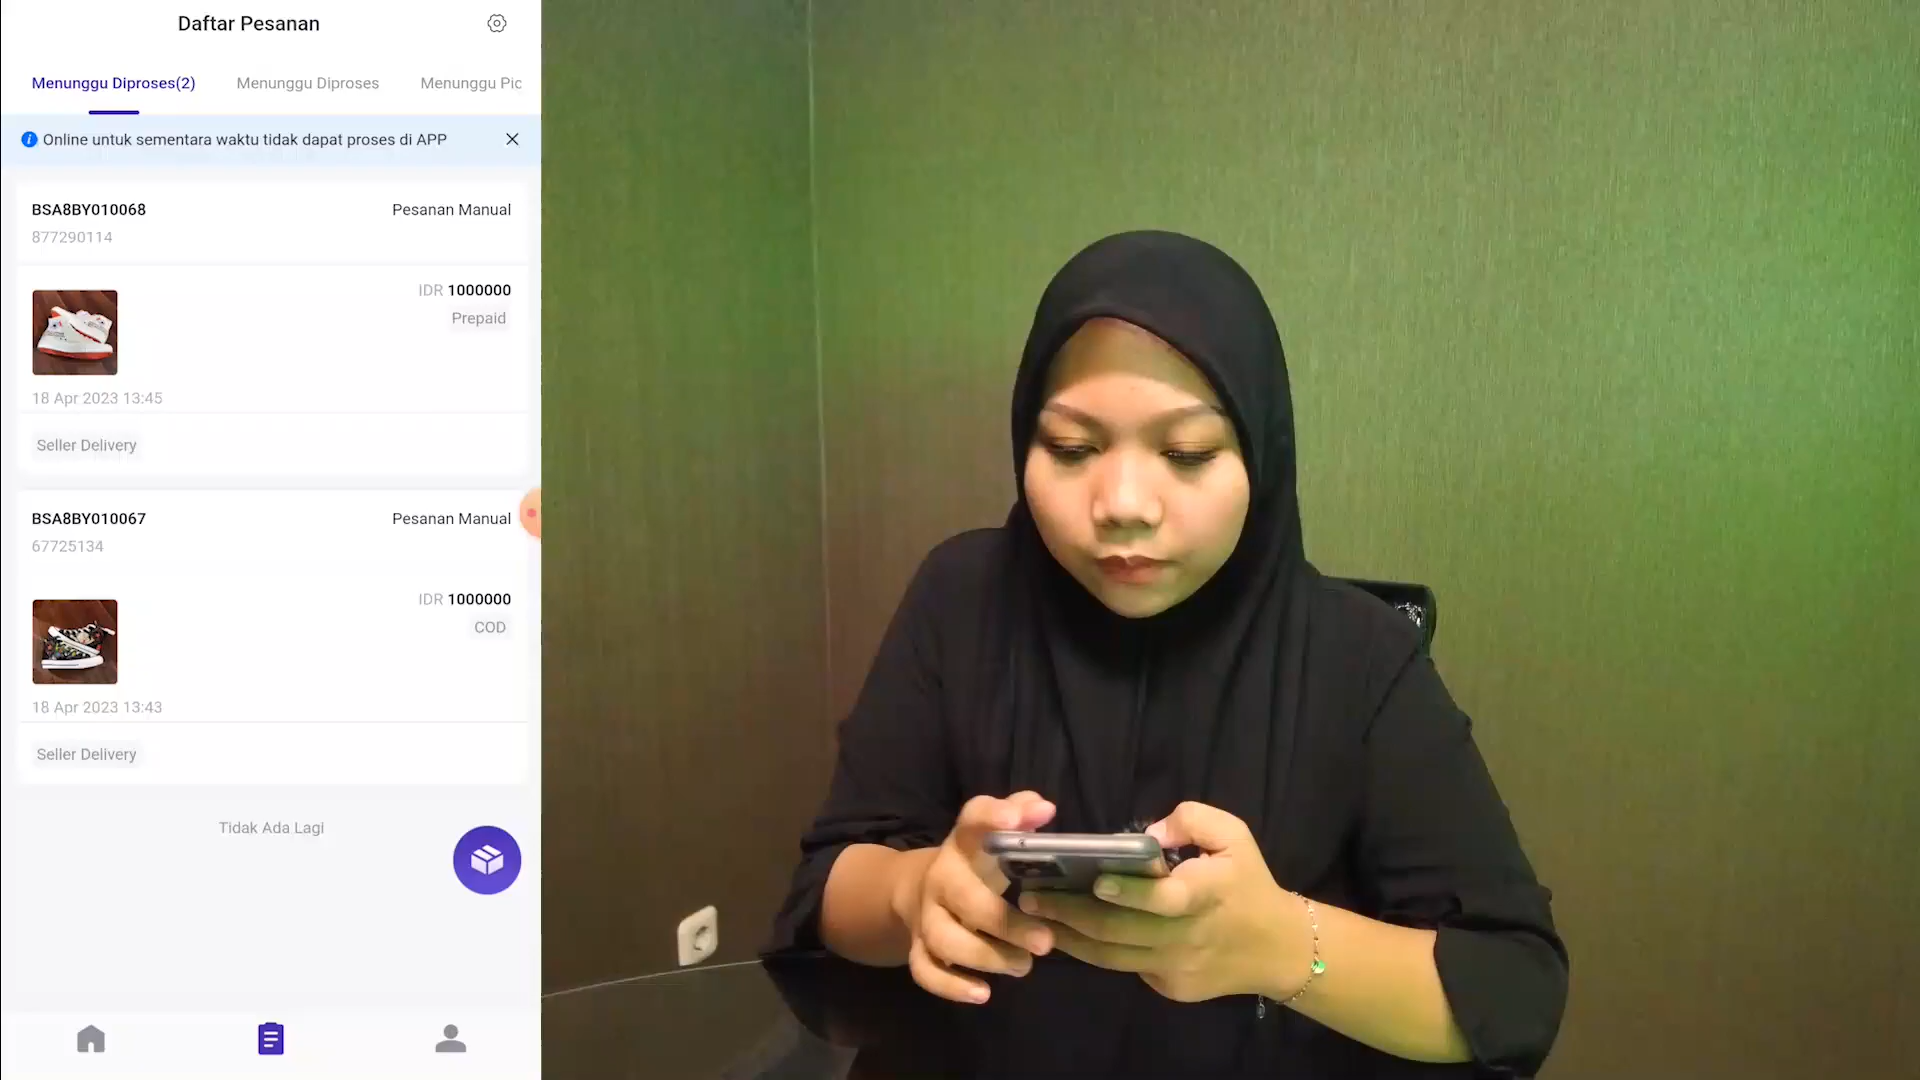 Daftar Pesanan
Menunggu Diproses(2) Menunggu Diproses Menunggu Pic
Online untuk sementara waktu tidak dapat proses di APP
BSA8BY010068 Pesanan Manual
877290114
IDR 1000000
Prepaid
18 Apr 2023 13:45
Seller Delivery
BSA8BY010067 Pesanan Manual
67725134
IDR 1000000
COD
18 Apr 2023 13:43
Seller Delivery
Tidak Ada Lagi